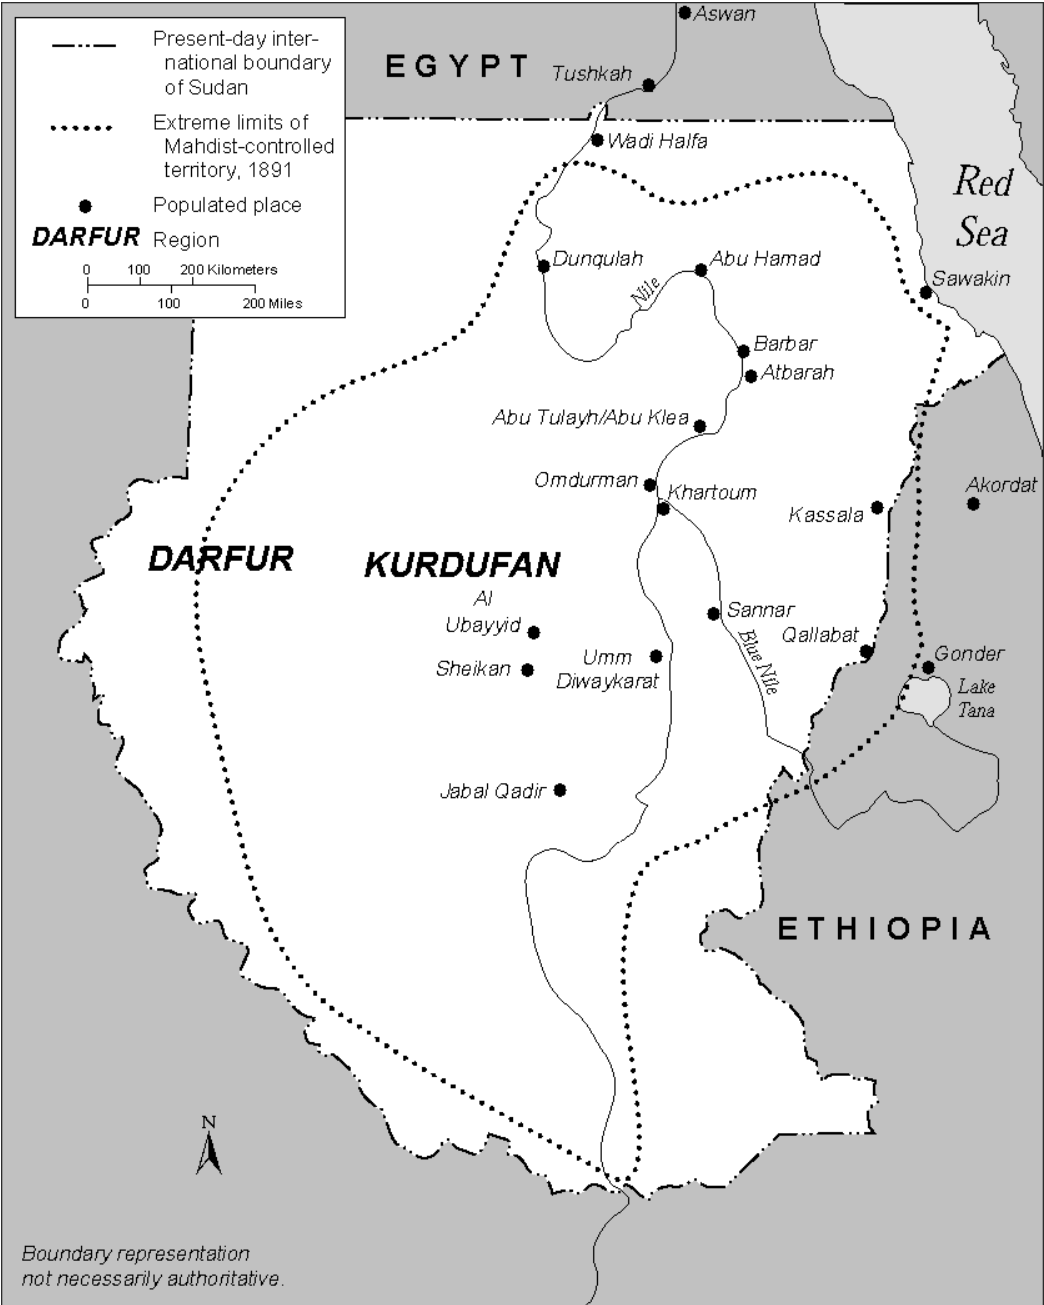 Present-day inter-
national boundary
of Sudan
Extreme limits of
Mahdist-controlled
territory, 1891
Populated place
DARFUR Region
0 100 200 Kilometers
0 100 200 Miles
EGYPT
Aswan
Tushkah
Wadi Halfa
Red
Sea
Dunqulah
Nile
Abu Hamad
Sawakin
Barbar
Atbarah
Abu Tulayh/Abu Klea
Omdurman
Khartoum
Kassala
Akordat
DARFUR
KURDUFAN
Al
Ubayyid
Sheikan
Umm
Diwaykarat
Sannar
Blue Nile
Qallabat
Gonder
Lake
Tana
Jabal Qadir
ETHIOPIA
N
Boundary representation
not necessarily authoritative.